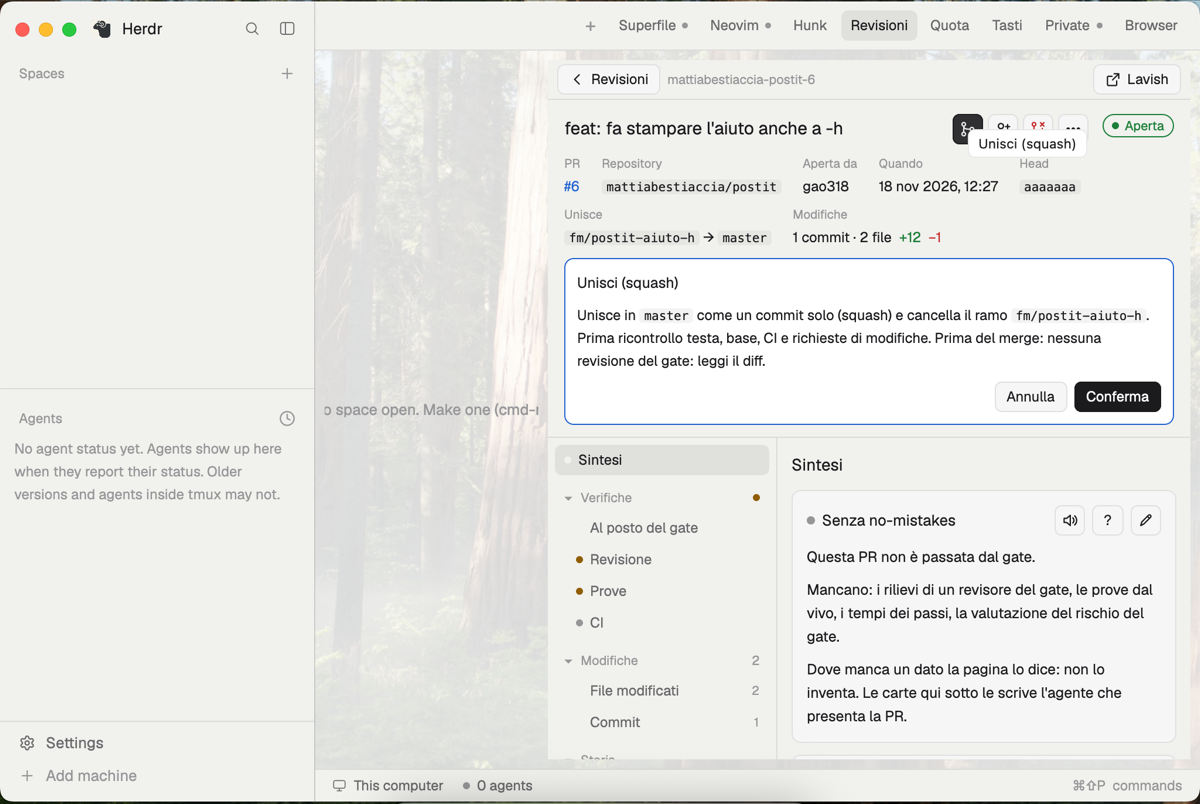 Herdr
Spaces
Agents
No agent status yet. Agents show up here
when they report their status. Older
versions and agents inside tmux may not.
Settings
Add machine
Superfile
Neovim
Hunk
Revisioni
Quota
Tasti
Private
Browser
o space open. Make one (cmd-
Revisioni
mattiabestiaccia-postit-6
Lavish
feat: fa stampare l'aiuto anche a -h
Aperta
Unisci (squash)
PR
Repository
Aperta da
Quando
Head
#6
mattiabestiaccia/postit
gao318
18 nov 2026, 12:27
aaaaaaa
Unisce
Modifiche
fm/postit-aiuto-h → master
1 commit · 2 file +12 −1
Unisci (squash)
Unisce in master come un commit solo (squash) e cancella il ramo fm/postit-aiuto-h.
Prima ricontrollo testa, base, CI e richieste di modifiche. Prima del merge: nessuna
revisione del gate: leggi il diff.
Annulla
Conferma
Sintesi
Verifiche
Al posto del gate
Revisione
Prove
CI
Modifiche 2
File modificati 2
Commit 1
Sintesi
Senza no-mistakes
?
Questa PR non è passata dal gate.
Mancano: i rilievi di un revisore del gate, le prove dal
vivo, i tempi dei passi, la valutazione del rischio del
gate.
Dove manca un dato la pagina lo dice: non lo
inventa. Le carte qui sotto le scrive l'agente che
presenta la PR.
This computer
0 agents
⌘⇧P commands